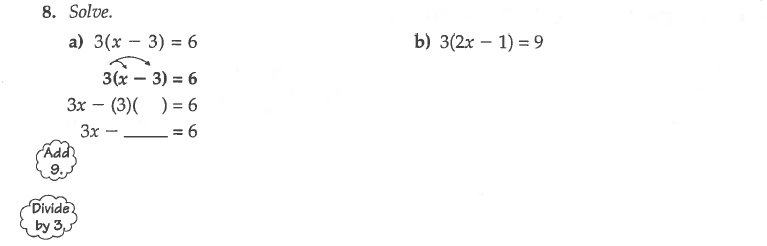 8. Solve.
a) 3(x − 3) = 6
3(x − 3) = 6
3x − (3)( ) = 6
3x − ____ = 6
Add
9.
Divide
by 3.
b) 3(2x − 1) = 9